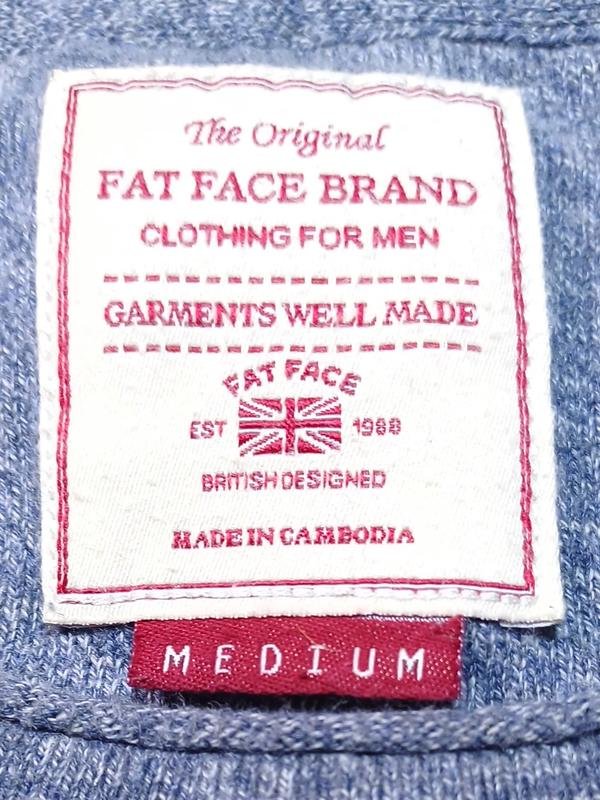 The Original
FAT FACE BRAND
CLOTHING FOR MEN
GARMENTS WELL MADE
FAT FACE
EST 1988
BRITISH DESIGNED
MADE IN CAMBODIA
MEDIUM